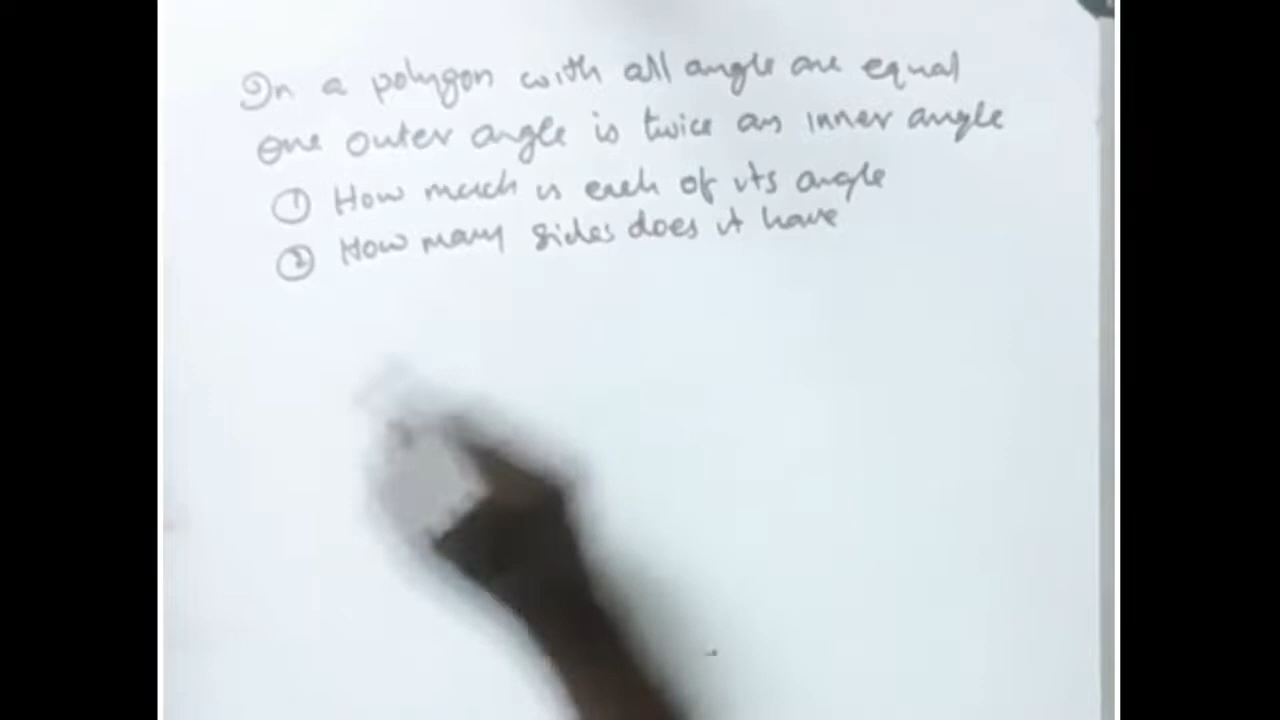 In a polygon with all angle are equal
one outer angle is twice an inner angle
① How much is each of its angle
② How many sides does it have